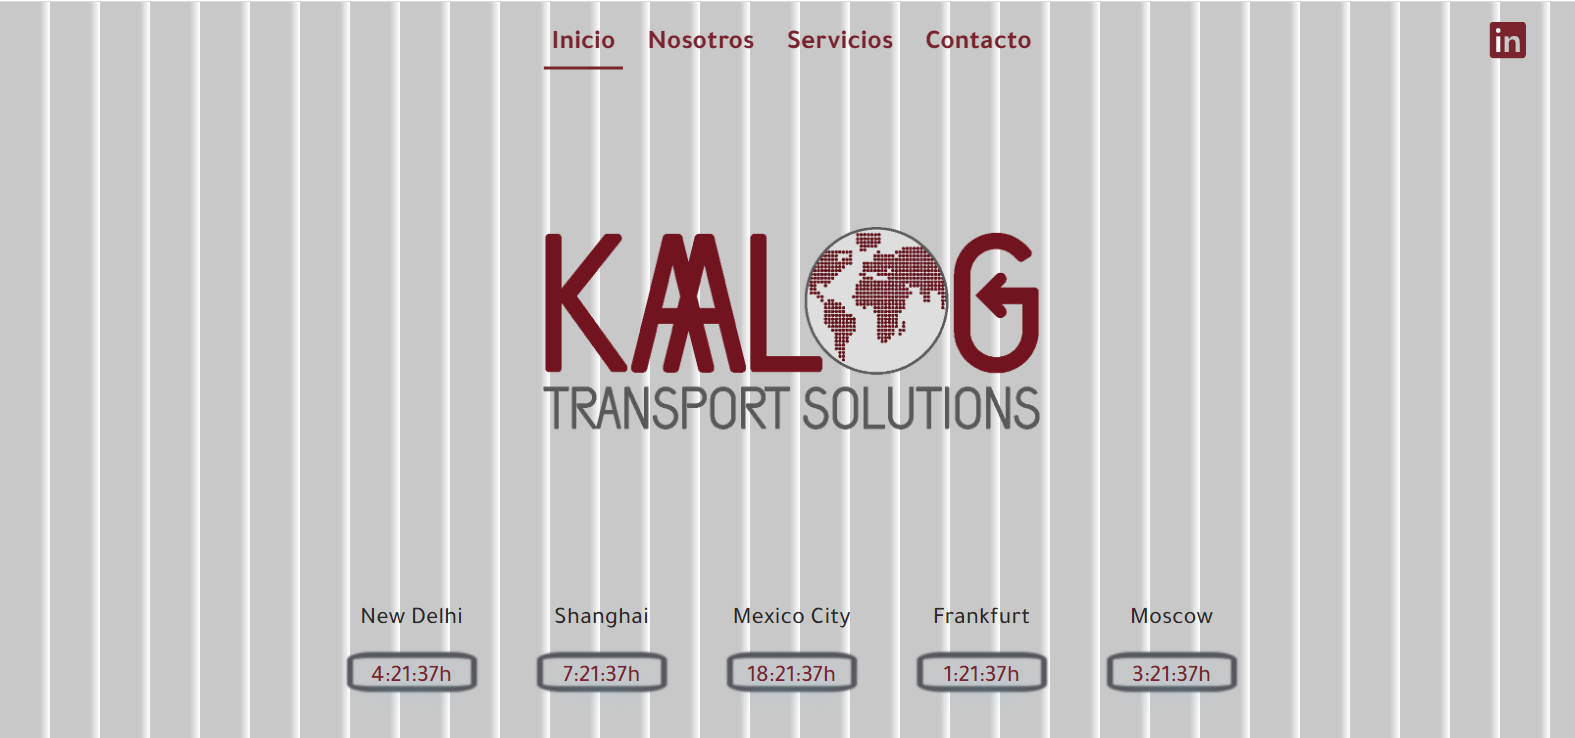 Inicio Nosotros Servicios Contacto
in
KAALOG
TRANSPORT SOLUTIONS
New Delhi Shanghai Mexico City Frankfurt Moscow
4:21:37h 7:21:37h 18:21:37h 1:21:37h 3:21:37h